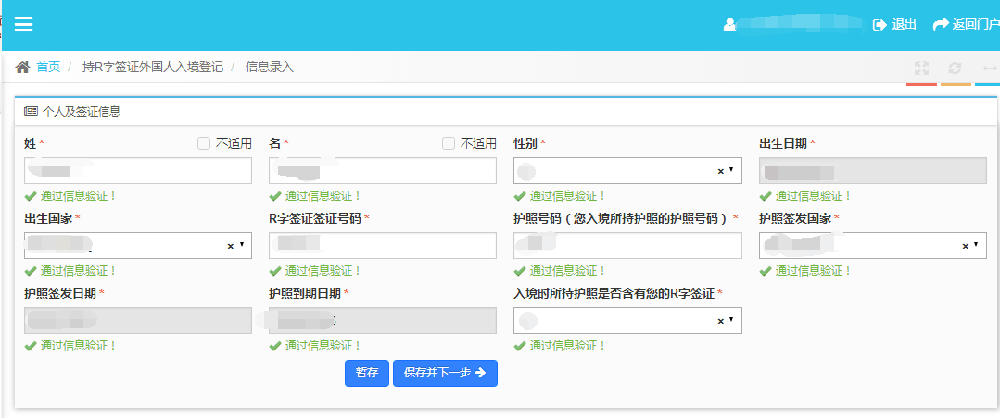 退出 返回门户
首页 / 持R字签证外国人入境登记 / 信息录入
个人及签证信息
姓 * 不适用 名 * 不适用 性别 * 出生日期 *
通过信息验证！ 通过信息验证！ 通过信息验证！ 通过信息验证！
出生国家 * R字签证签证号码 * 护照号码（您入境所持护照的护照号码）* 护照签发国家 *
通过信息验证！ 通过信息验证！ 通过信息验证！ 通过信息验证！
护照签发日期 * 护照到期日期 * 入境时所持护照是否含有您的R字签证 *
通过信息验证！ 通过信息验证！ 通过信息验证！
暂存 保存并下一步